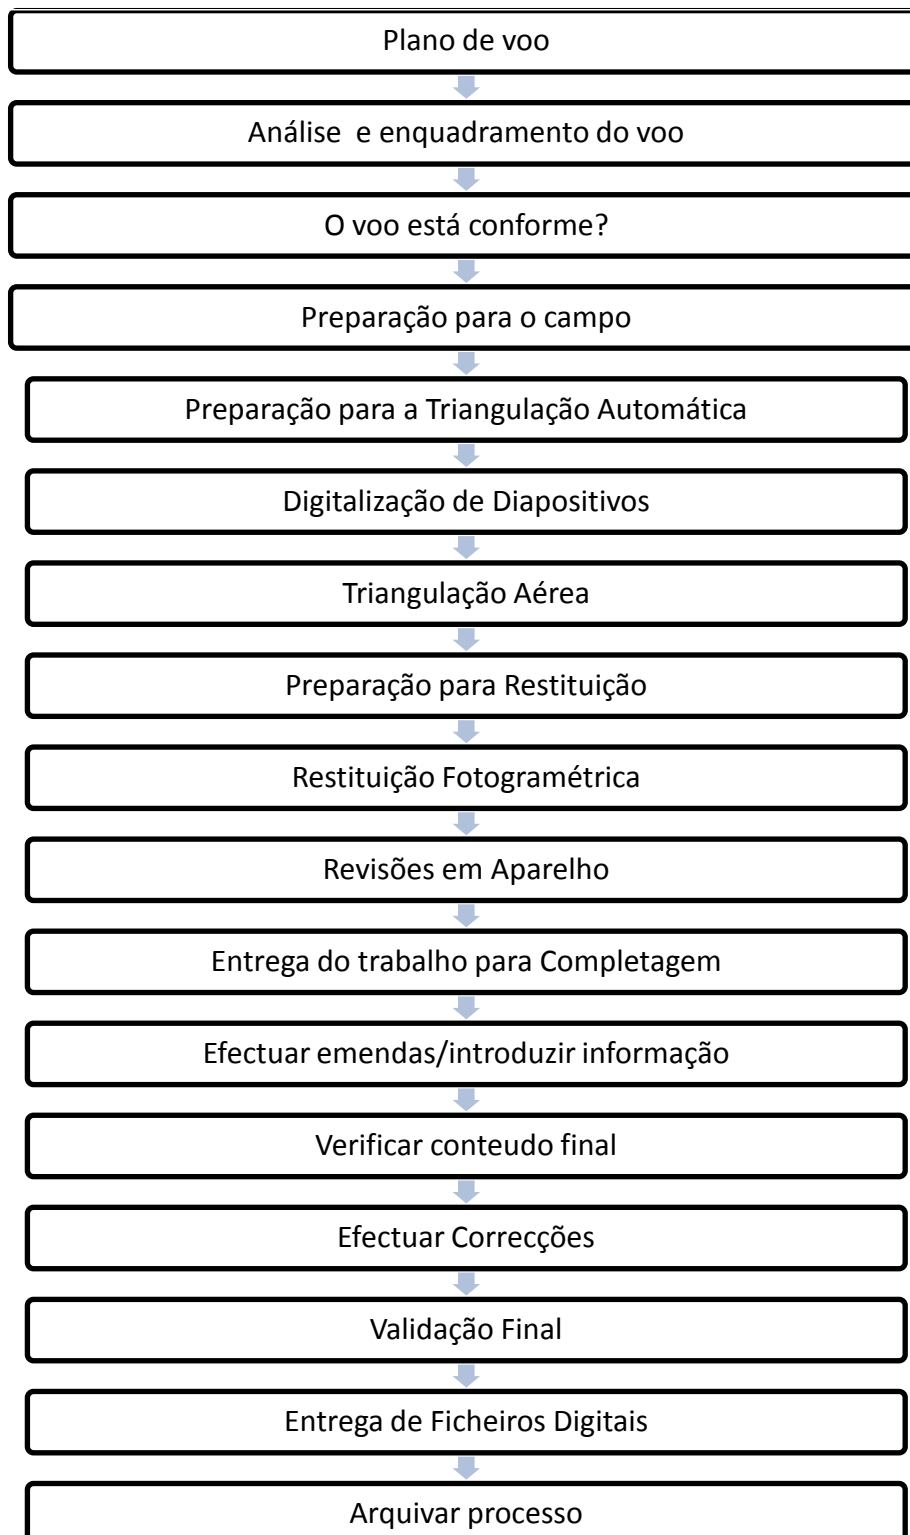 Plano de voo
Análise e enquadramento do voo
O voo está conforme?
Preparação para o campo
Preparação para a Triangulação Automática
Digitalização de Diapositivos
Triangulação Aérea
Preparação para Restituição
Restituição Fotogramétrica
Revisões em Aparelho
Entrega do trabalho para Completagem
Efectuar emendas/introduzir informação
Verificar conteudo final
Efectuar Correcções
Validação Final
Entrega de Ficheiros Digitais
Arquivar processo